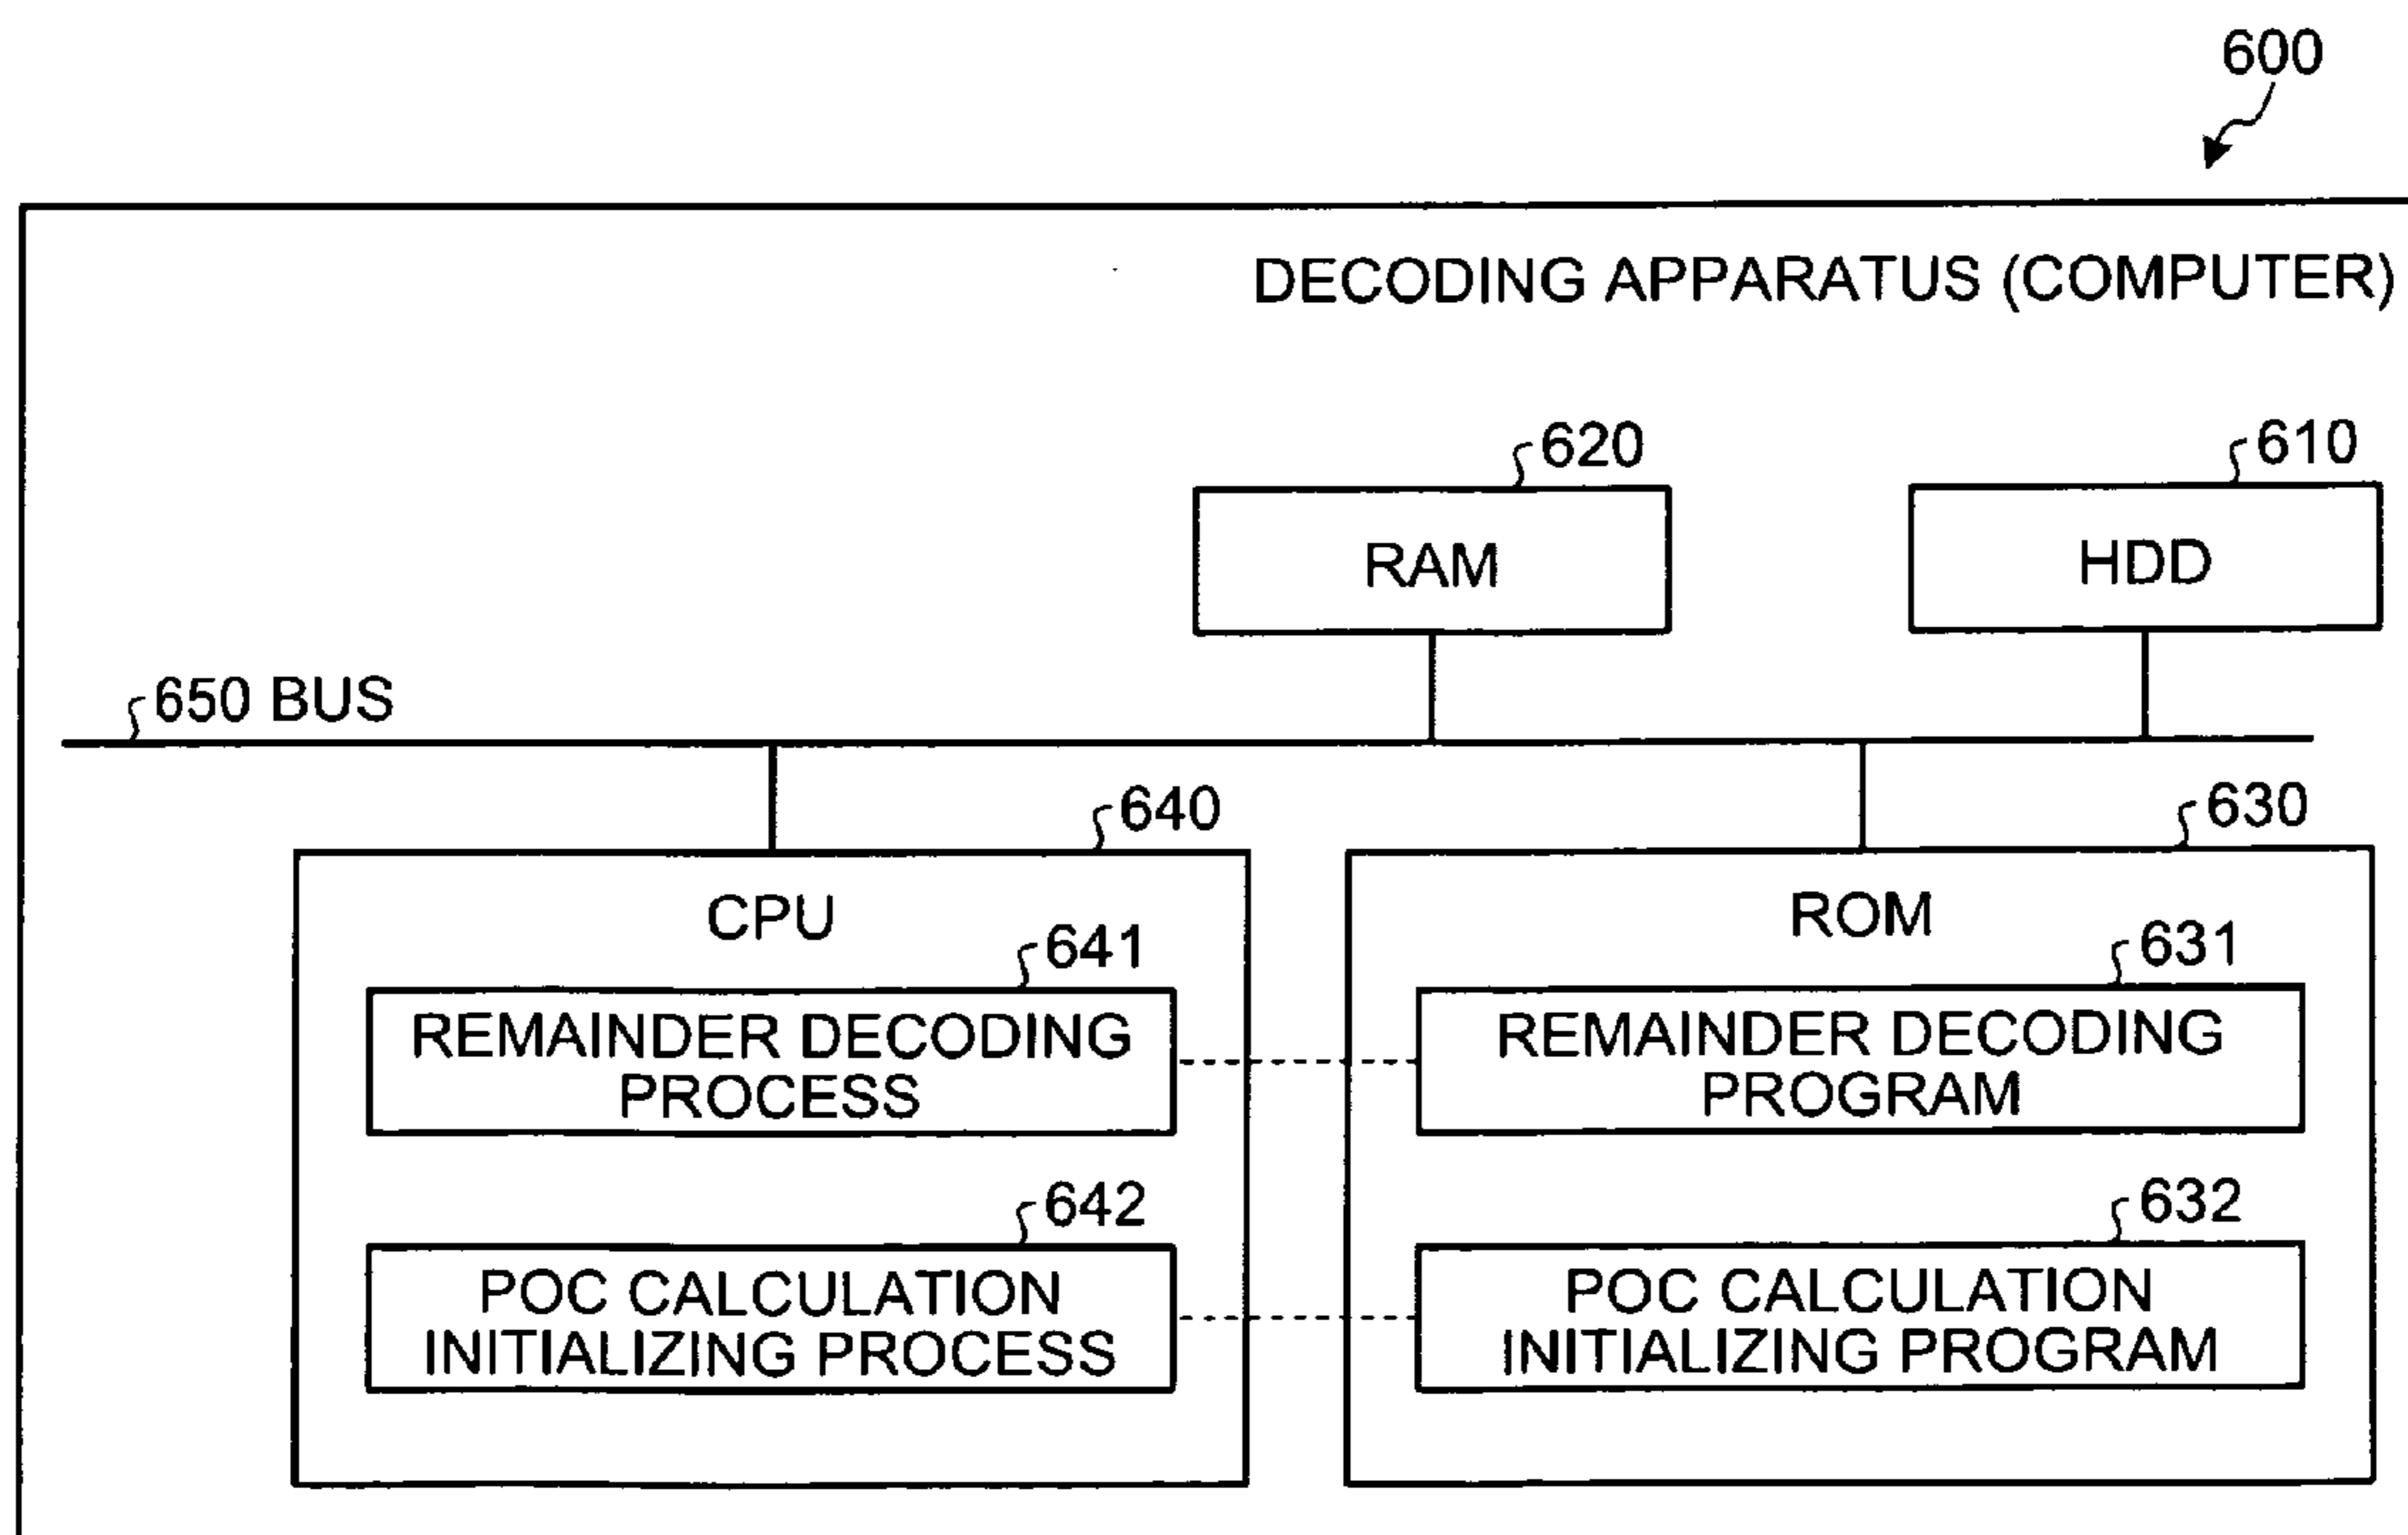 600
DECODING APPARATUS (COMPUTER)
620
610
RAM
HDD
650 BUS
640
630
CPU
ROM
641
631
REMAINDER DECODING
PROCESS
REMAINDER DECODING
PROGRAM
642
632
POC CALCULATION
INITIALIZING PROCESS
POC CALCULATION
INITIALIZING PROGRAM